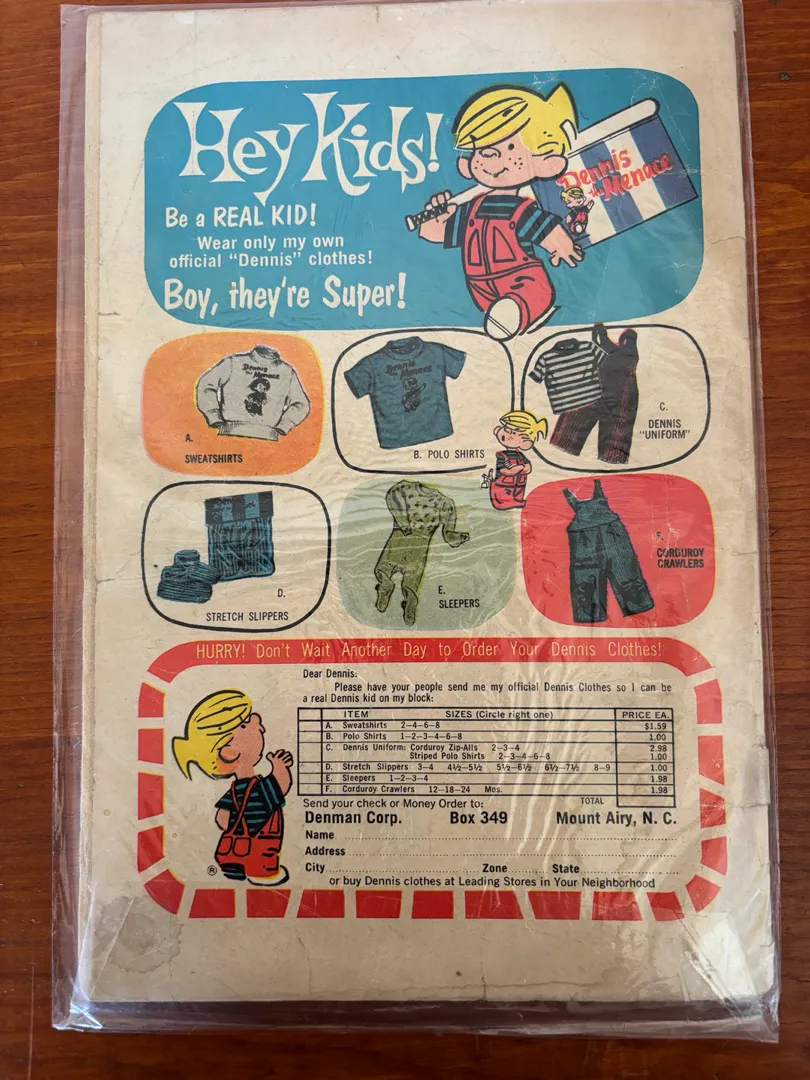 Hey Kids!
Be a REAL KID!
Wear only my own
official "Dennis" clothes!
Boy, they're Super!
Dennis
the Menace
Dennis
the Menace
A.
SWEATSHIRTS
Dennis
the Menace
B. POLO SHIRTS
C.
DENNIS
"UNIFORM"
D.
STRETCH SLIPPERS
E.
SLEEPERS
F.
CORDUROY
CRAWLERS
HURRY! Don't Wait Another Day to Order Your Dennis Clothes!
Dear Dennis:
Please have your people send me my official Dennis Clothes so I can be
a real Dennis kid on my block:
ITEM SIZES (Circle right one) PRICE EA.
A. Sweatshirts 2-4-6-8 $1.59
B. Polo Shirts 1-2-3-4-6-8 1.00
C. Dennis Uniform: Corduroy Zip-Alls 2-3-4 2.98
Striped Polo Shirts 2-3-4-6-8 1.00
D. Stretch Slippers 3-4 4½-5½ 5½-6½ 6½-7½ 8-9 1.00
E. Sleepers 1-2-3-4 1.98
F. Corduroy Crawlers 12-18-24 Mos. 1.98
Send your check or Money Order to: TOTAL
Denman Corp. Box 349 Mount Airy, N. C.
Name
Address
City Zone State
or buy Dennis clothes at Leading Stores in Your Neighborhood
®